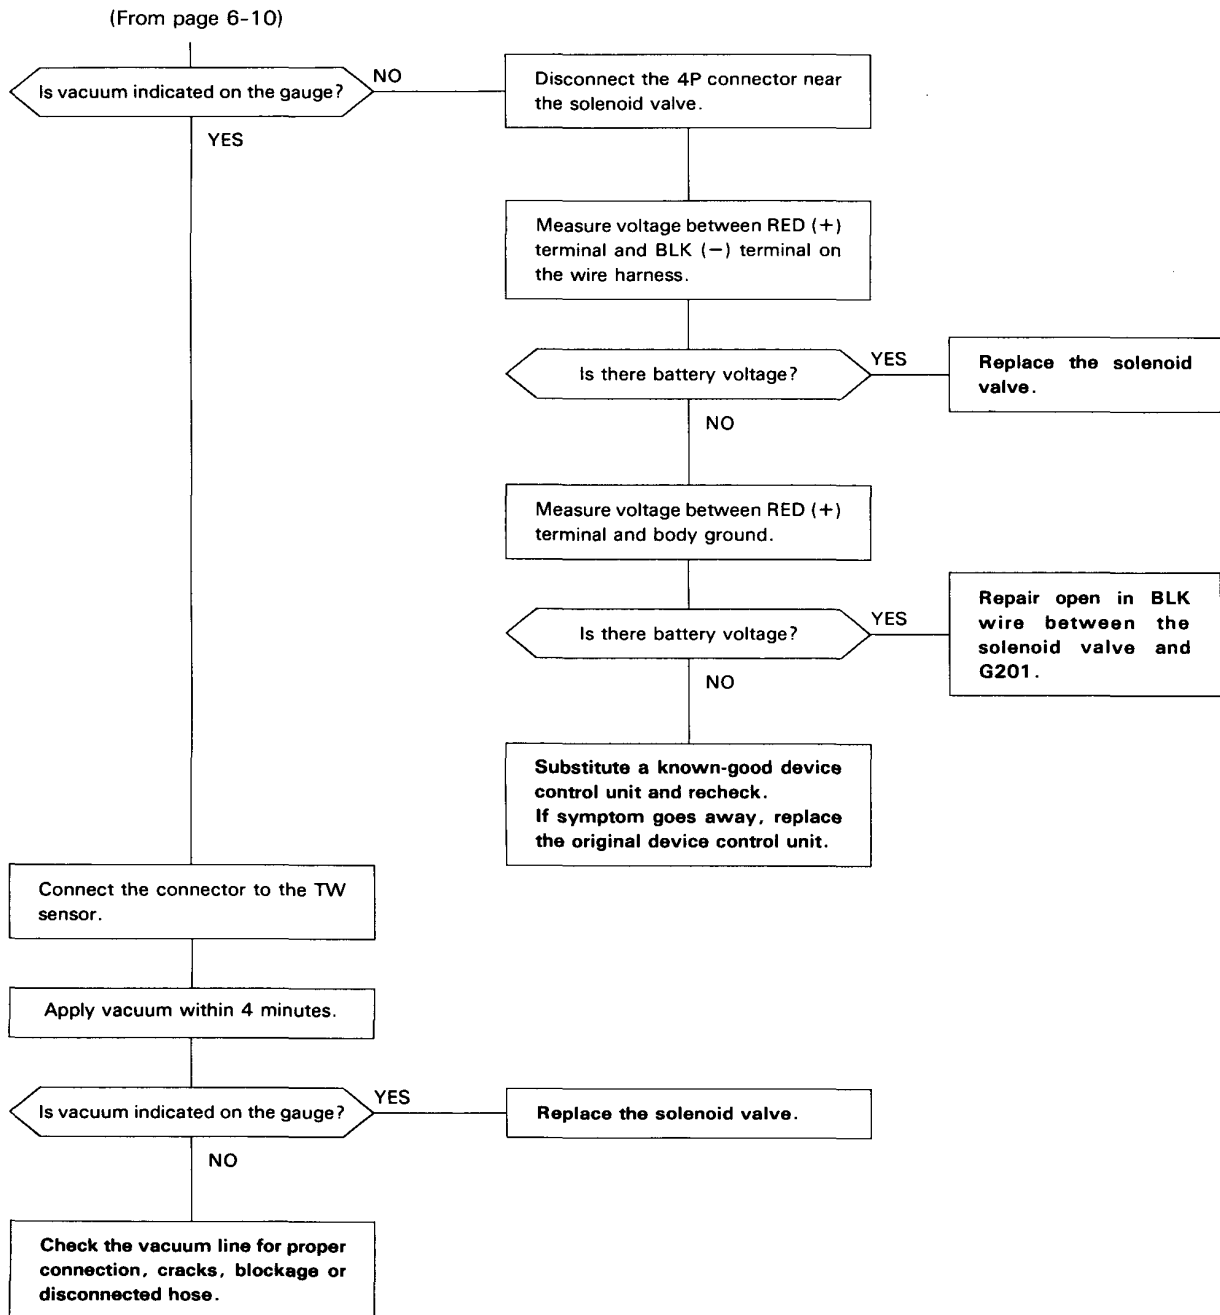 (From page 6-10)
Is vacuum indicated on the gauge?
NO
YES
Disconnect the 4P connector near
the solenoid valve.
Measure voltage between RED (+)
terminal and BLK (−) terminal on
the wire harness.
Is there battery voltage?
YES
NO
Replace the solenoid
valve.
Measure voltage between RED (+)
terminal and body ground.
Is there battery voltage?
YES
NO
Repair open in BLK
wire between the
solenoid valve and
G201.
Substitute a known-good device
control unit and recheck.
If symptom goes away, replace
the original device control unit.
Connect the connector to the TW
sensor.
Apply vacuum within 4 minutes.
Is vacuum indicated on the gauge?
YES
NO
Replace the solenoid valve.
Check the vacuum line for proper
connection, cracks, blockage or
disconnected hose.